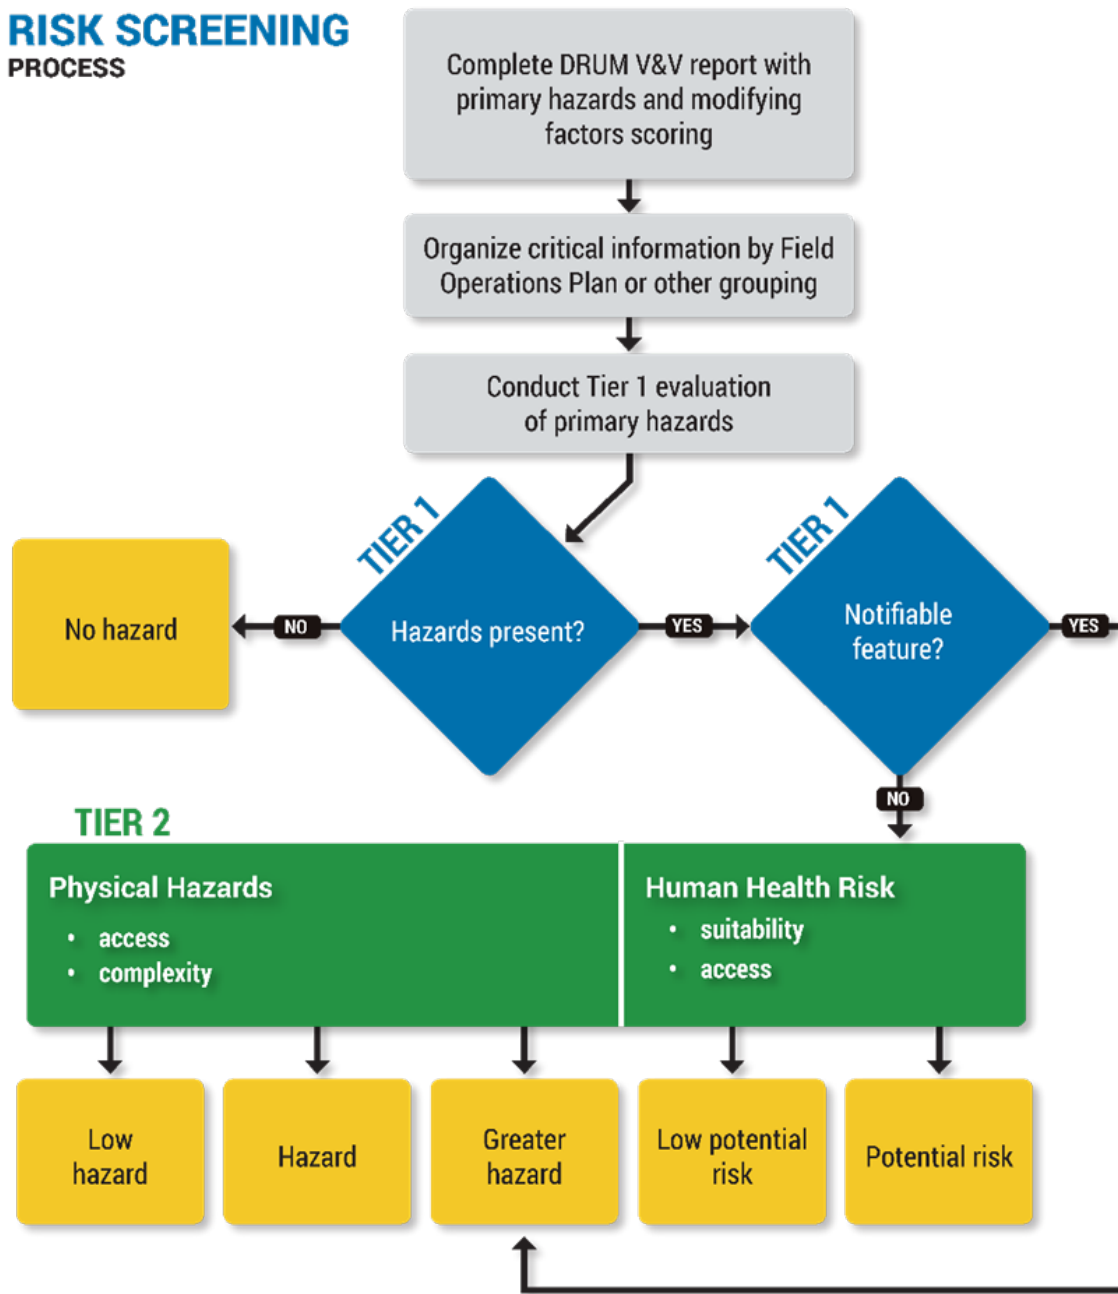 RISK SCREENING
PROCESS
Complete DRUM V&V report with
primary hazards and modifying
factors scoring
Organize critical information by Field
Operations Plan or other grouping
Conduct Tier 1 evaluation
of primary hazards
TIER 1
Hazards present?
NO
No hazard
YES
TIER 1
Notifiable
feature?
YES
NO
TIER 2
Physical Hazards
• access
• complexity
Human Health Risk
• suitability
• access
Low
hazard
Hazard
Greater
hazard
Low potential
risk
Potential risk